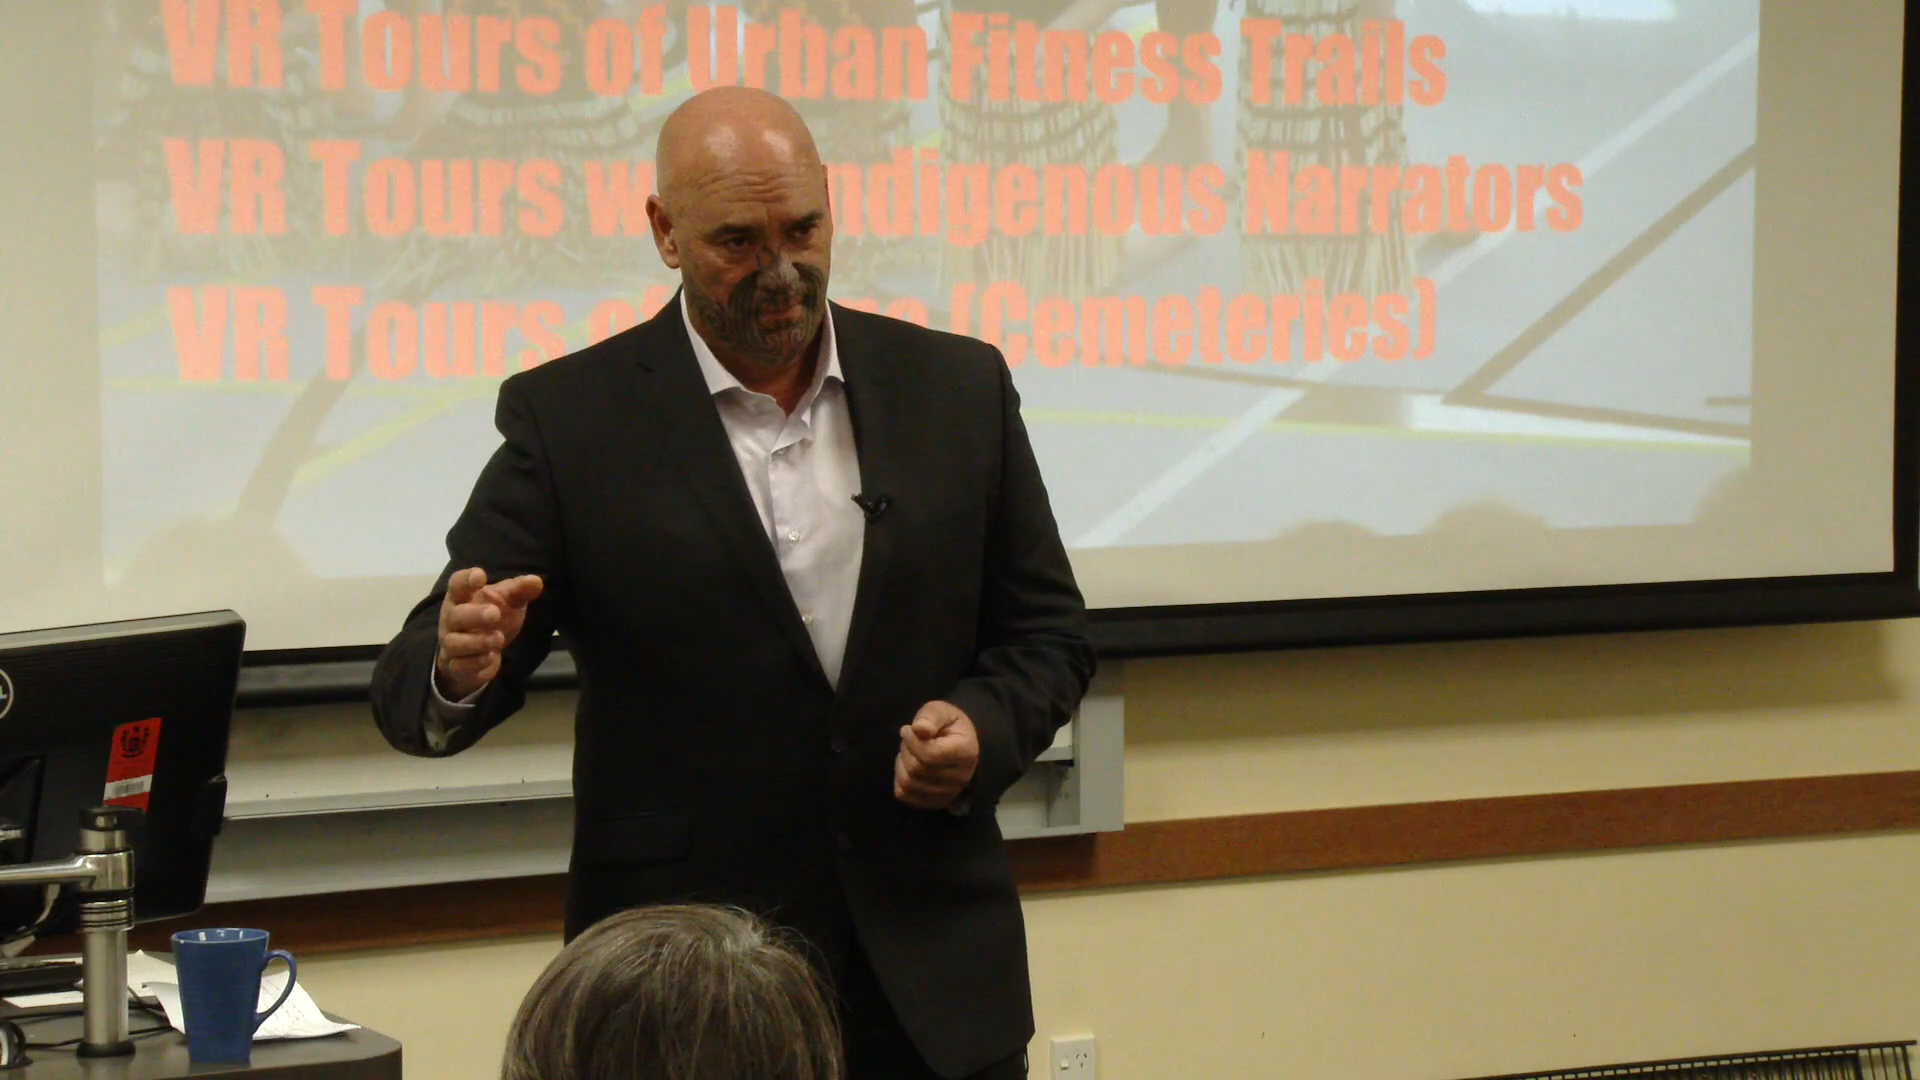 VR Tours of Urban Fitness Trails
VR Tours w Indigenous Narrators
VR Tours (Cemeteries)